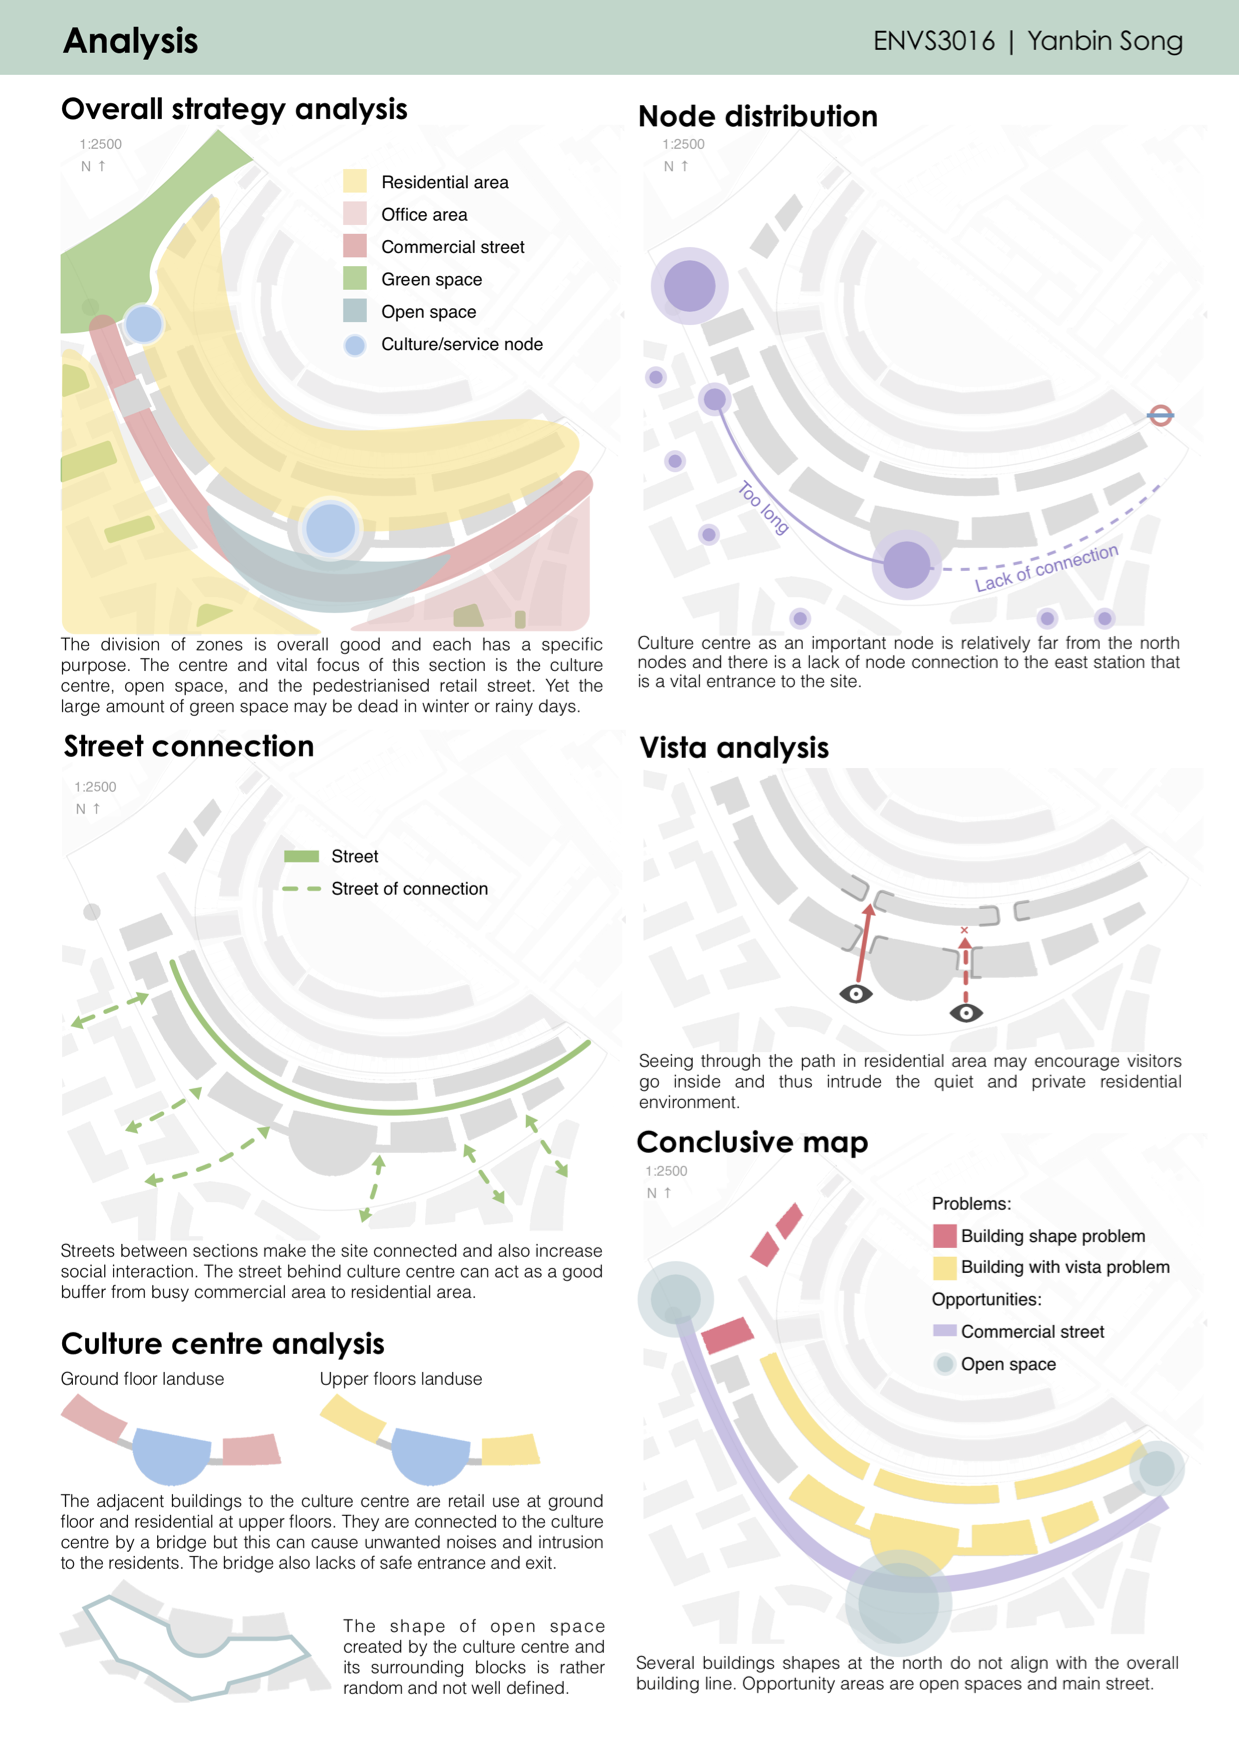 Analysis
ENVS3016 | Yanbin Song
Overall strategy analysis
1:2500
N ↑
Residential area
Office area
Commercial street
Green space
Open space
Culture/service node
The division of zones is overall good and each has a specific
purpose. The centre and vital focus of this section is the culture
centre, open space, and the pedestrianised retail street. Yet the
large amount of green space may be dead in winter or rainy days.
Node distribution
1:2500
N ↑
Too long
Lack of connection
Culture centre as an important node is relatively far from the north
nodes and there is a lack of node connection to the east station that
is a vital entrance to the site.
Street connection
1:2500
N ↑
Street
Street of connection
Streets between sections make the site connected and also increase
social interaction. The street behind culture centre can act as a good
buffer from busy commercial area to residential area.
Vista analysis
Seeing through the path in residential area may encourage visitors
go inside and thus intrude the quiet and private residential
environment.
Culture centre analysis
Ground floor landuse
Upper floors landuse
The adjacent buildings to the culture centre are retail use at ground
floor and residential at upper floors. They are connected to the culture
centre by a bridge but this can cause unwanted noises and intrusion
to the residents. The bridge also lacks of safe entrance and exit.
The shape of open space
created by the culture centre and
its surrounding blocks is rather
random and not well defined.
Conclusive map
1:2500
N ↑
Problems:
Building shape problem
Building with vista problem
Opportunities:
Commercial street
Open space
Several buildings shapes at the north do not align with the overall
building line. Opportunity areas are open spaces and main street.